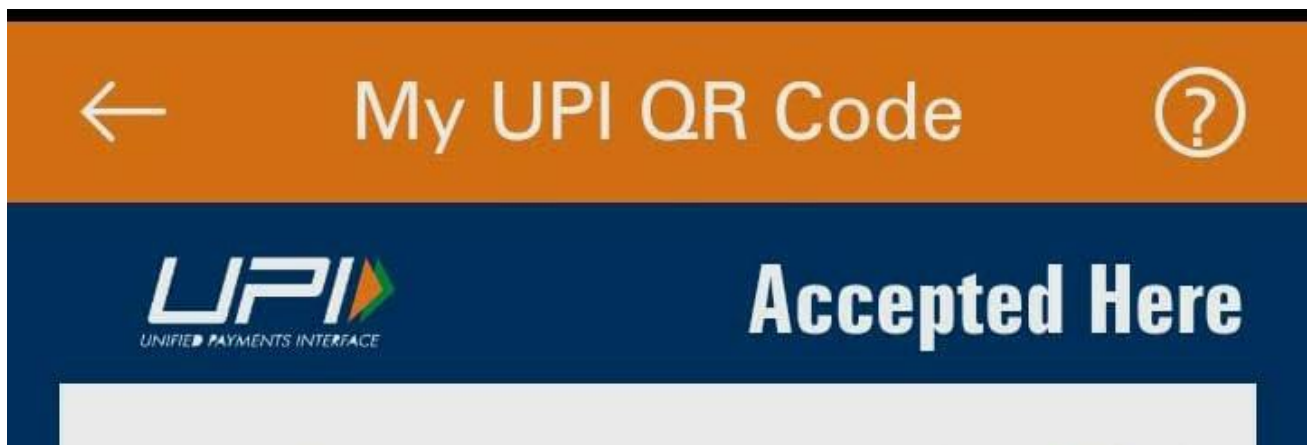 My UPI QR Code
UPI
UNIFIED PAYMENTS INTERFACE
Accepted Here